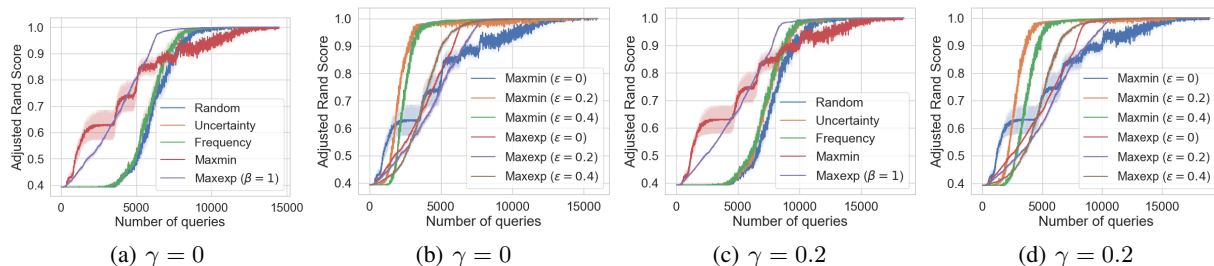 Adjusted Rand Score
1.0
0.9
0.8
0.7
0.6
0.5
0.4
Random
Uncertainty
Frequency
Maxmin
Maxexp (β = 1)
0 5000 10000 15000
Number of queries
(a) γ = 0
Adjusted Rand Score
1.0
0.9
0.8
0.7
0.6
0.5
0.4
Maxmin (ε = 0)
Maxmin (ε = 0.2)
Maxmin (ε = 0.4)
Maxexp (ε = 0)
Maxexp (ε = 0.2)
Maxexp (ε = 0.4)
0 5000 10000 15000
Number of queries
(b) γ = 0
Adjusted Rand Score
1.0
0.9
0.8
0.7
0.6
0.5
0.4
Random
Uncertainty
Frequency
Maxmin
Maxexp (β = 1)
0 5000 10000 15000
Number of queries
(c) γ = 0.2
Adjusted Rand Score
1.0
0.9
0.8
0.7
0.6
0.5
0.4
Maxmin (ε = 0)
Maxmin (ε = 0.2)
Maxmin (ε = 0.4)
Maxexp (ε = 0)
Maxexp (ε = 0.2)
Maxexp (ε = 0.4)
0 5000 10000 15000
Number of queries
(d) γ = 0.2